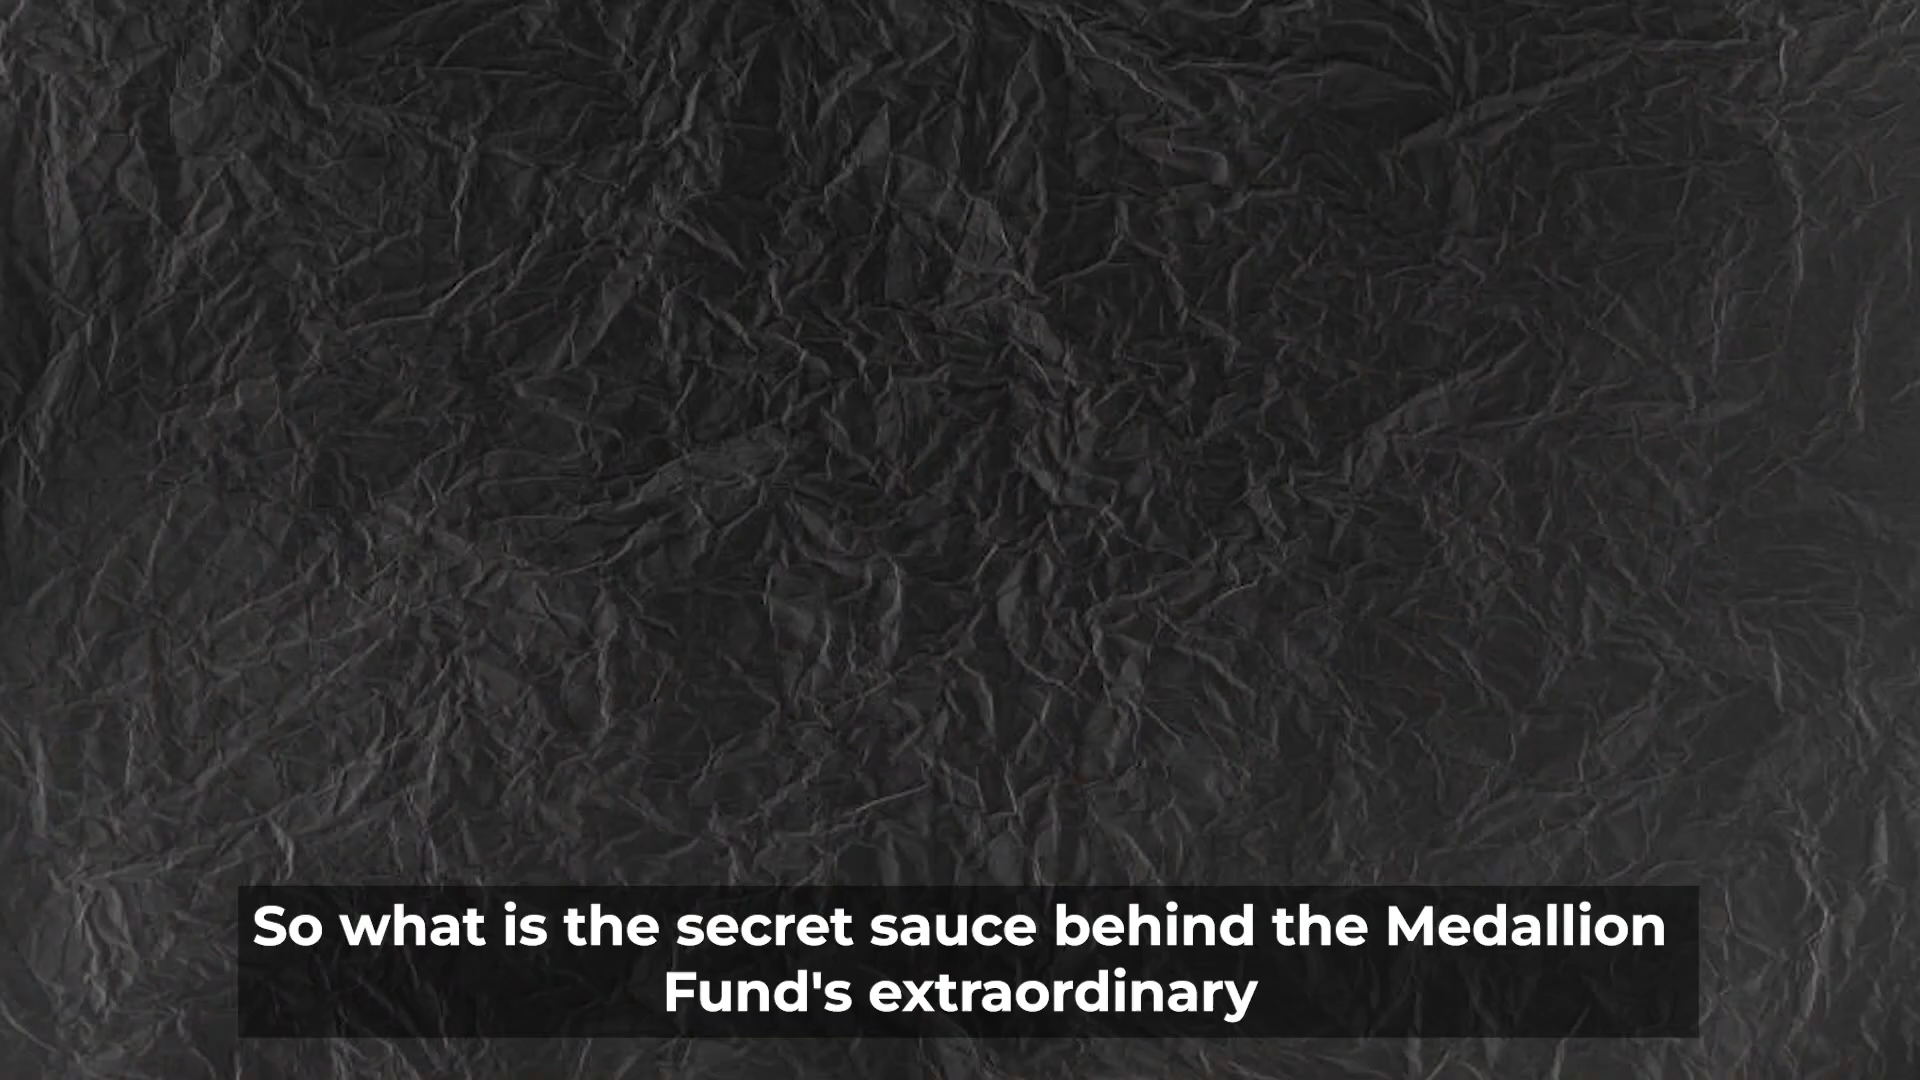 So what is the secret sauce behind the Medallion
Fund's extraordinary